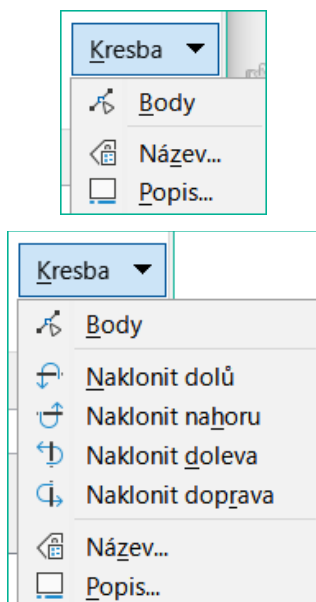 Kresba
Body
Název...
Popis...
Kresba
Body
Naklonit dolů
Naklonit nahoru
Naklonit doleva
Naklonit doprava
Název...
Popis...